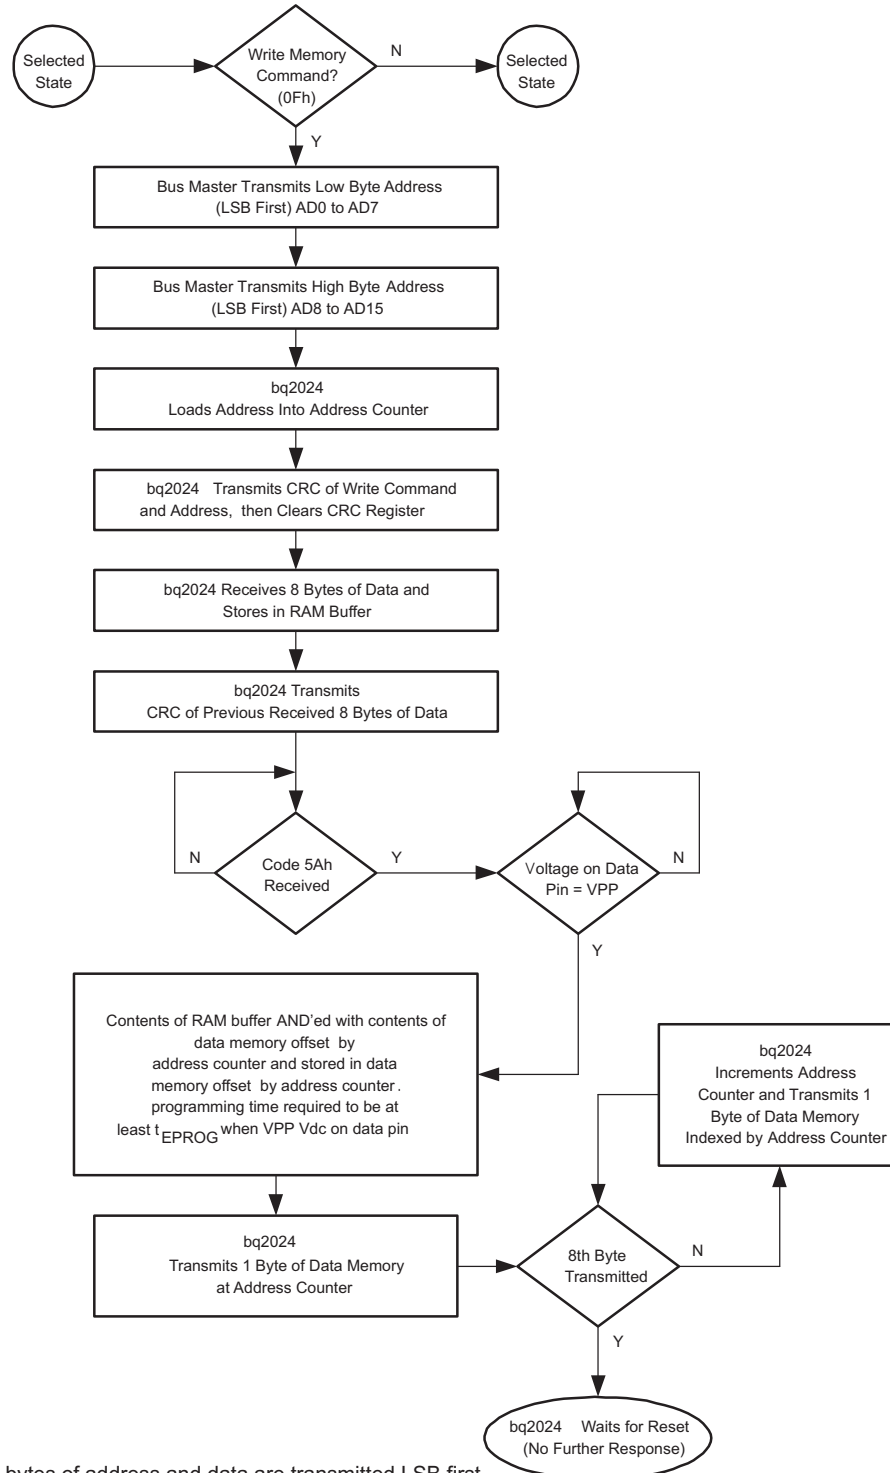 Selected
State
Write Memory
Command?
(0Fh)
N
Selected
State
Y
Bus Master Transmits Low Byte Address
(LSB First) AD0 to AD7
Bus Master Transmits High Byte Address
(LSB First) AD8 to AD15
bq2024
Loads Address Into Address Counter
bq2024 Transmits CRC of Write Command
and Address, then Clears CRC Register
bq2024 Receives 8 Bytes of Data and
Stores in RAM Buffer
bq2024 Transmits
CRC of Previous Received 8 Bytes of Data
N
Code 5Ah
Received
Y
Voltage on Data
Pin = VPP
N
Y
Contents of RAM buffer AND'ed with contents of
data memory offset by
address counter and stored in data
memory offset by address counter.
programming time required to be at
least tEPROG when VPP Vdc on data pin
bq2024
Increments Address
Counter and Transmits 1
Byte of Data Memory
Indexed by Address Counter
bq2024
Transmits 1 Byte of Data Memory
at Address Counter
8th Byte
Transmitted
N
Y
bq2024 Waits for Reset
(No Further Response)
bytes of address and data are transmitted LSB first